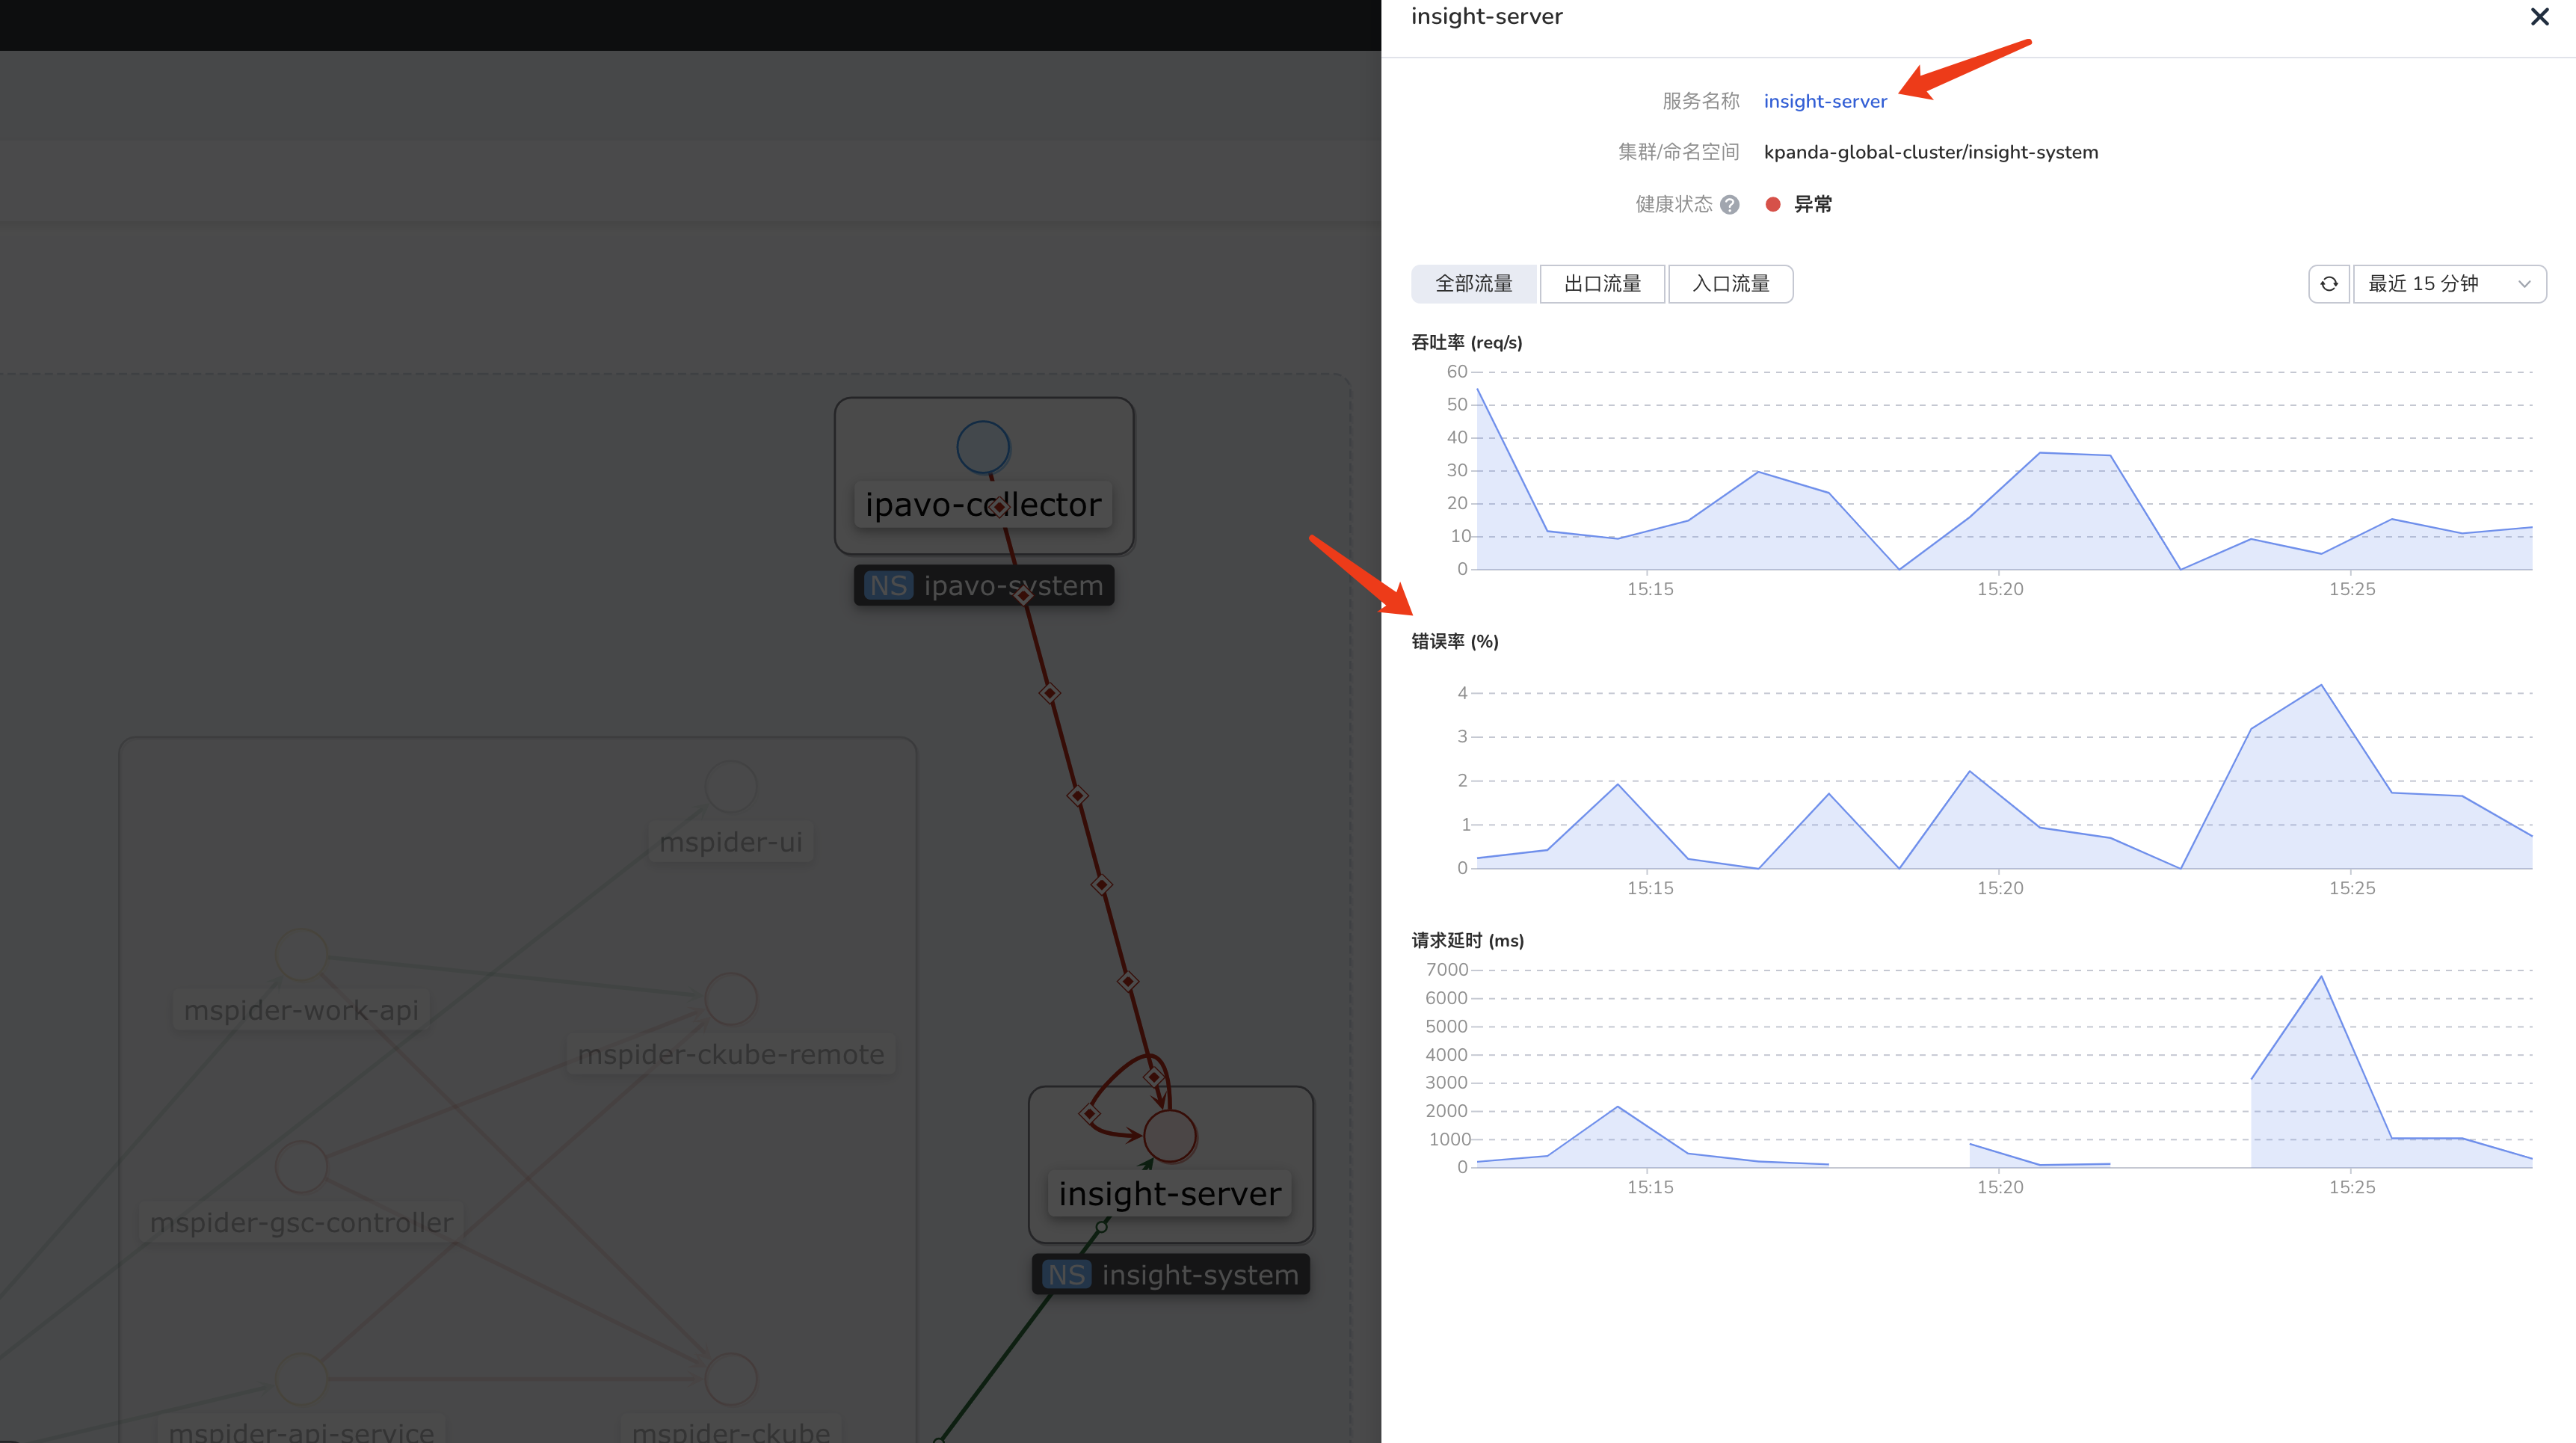 ipavo-collector
NS ipavo-system
mspider-ui
mspider-work-api
mspider-ckube-remote
mspider-gsc-controller
insight-server
NS insight-system
mspider-api-service
mspider-ckube
insight-server
服务名称 insight-server
集群/命名空间 kpanda-global-cluster/insight-system
健康状态 ? 异常
全部流量 出口流量 入口流量 最近 15 分钟
吞吐率 (req/s)
60
50
40
30
20
10
0
15:15 15:20 15:25
错误率 (%)
4
3
2
1
0
15:15 15:20 15:25
请求延时 (ms)
7000
6000
5000
4000
3000
2000
1000
0
15:15 15:20 15:25